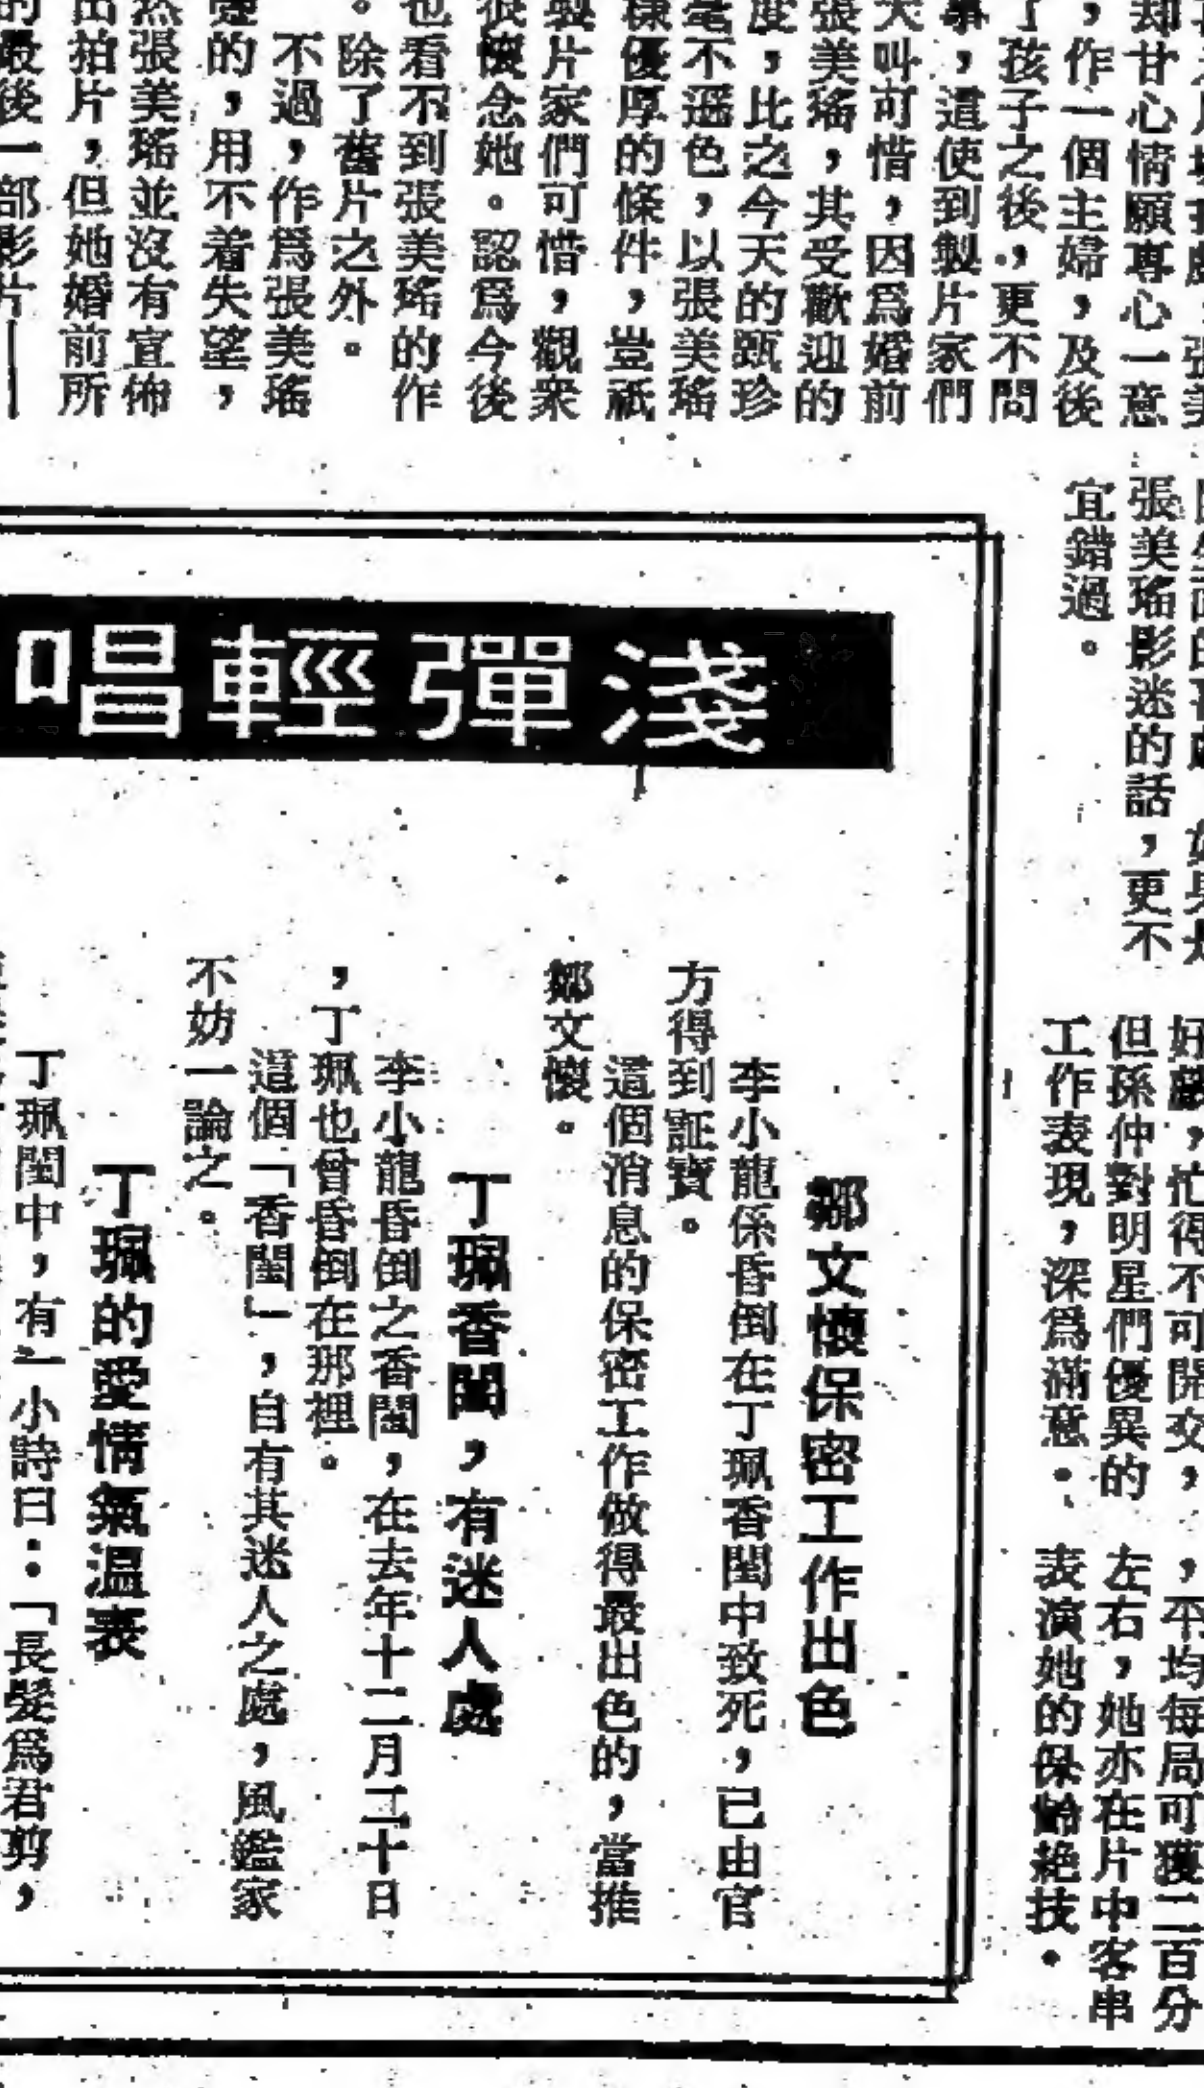 却甘心情願專心一意
，作一個主婦，及後
了孩子之後，更不問
事，這使到製片家們
大叫可惜，因爲婚前
張美瑤，其受歡迎的
度，比之今天的甄珍
毫不遜色，以張美瑤
樣優厚的條件，豈祇
製片家們可惜，觀衆
很懷念她。認爲今後
也看不到張美瑤的作
。除了舊片之外。
不過，作爲張美瑤
的，用不着失望，
然張美瑤並沒有宣佈
出拍片，但她婚前所
的最後一部影片——
張美瑤影迷的話，更不
宜錯過。
好戲，忙得不可開交，
但孫仲對明星們優異的
工作表現，深爲滿意。
，平均每局可獲二百分
左右，她亦在片中客串
表演她的保齡絕技。
唱輕彈淺
鄒文懷保密工作出色
李小龍係昏倒在丁珮香閨中致死，已由官
方得到証實。
這個消息的保密工作做得最出色的，當推
鄒文懷。
丁珮香閨，有迷人處
李小龍昏倒之香閨，在去年十二月二十日
，丁珮也曾昏倒在那裡。
這個「香閨」，自有其迷人之處，風鑑家
不妨一論之。
丁珮的愛情氣溫表
丁珮閨中，有一小詩曰：「長髮爲君剪，